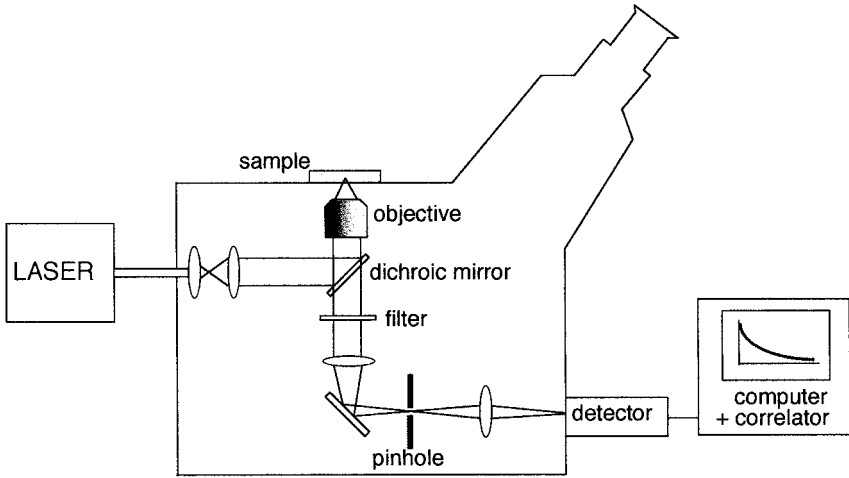 sample
objective
LASER
dichroic mirror
filter
pinhole
detector
computer
+ correlator